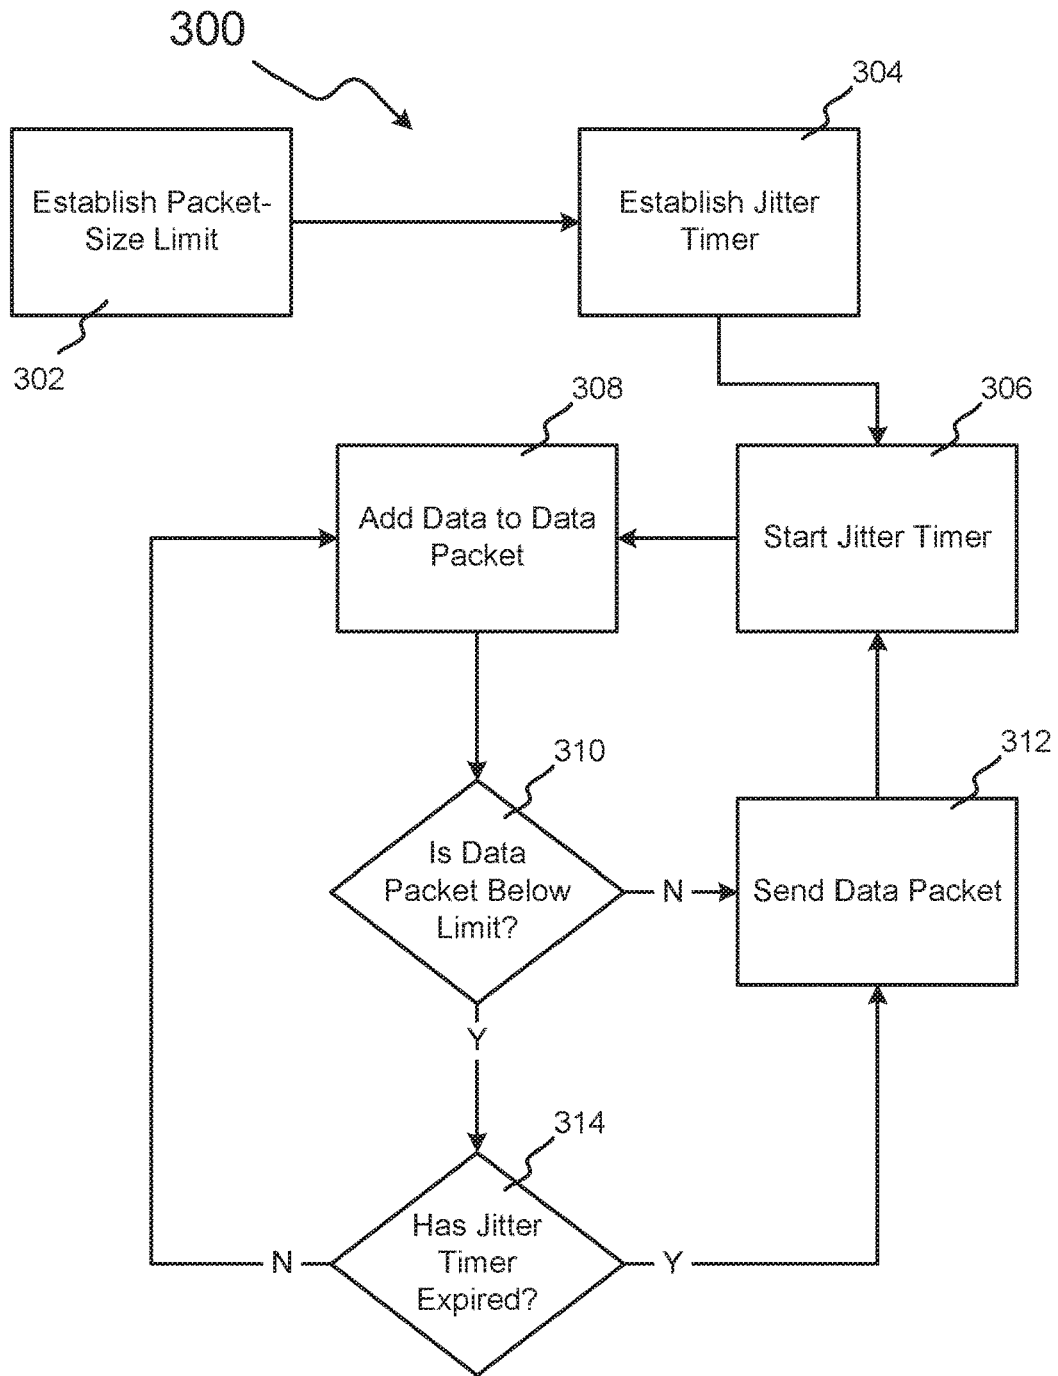 300
304
Establish Packet-
Size Limit
Establish Jitter
Timer
302
308
306
Add Data to Data
Packet
Start Jitter Timer
310
312
Is Data
Packet Below
Limit?
N
Send Data Packet
Y
314
Has Jitter
Timer
Expired?
N
Y